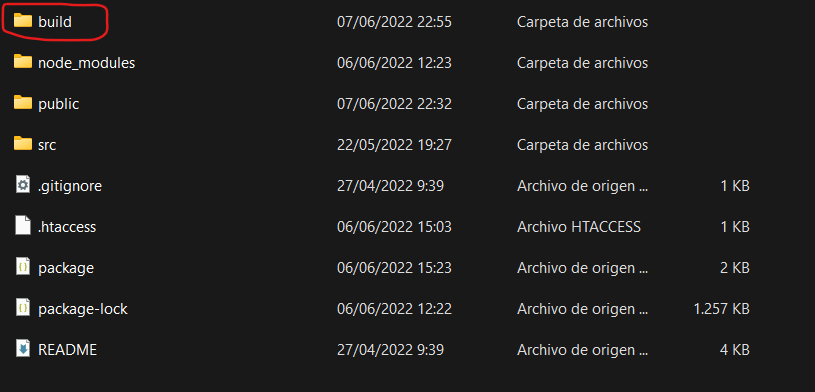 build 07/06/2022 22:55 Carpeta de archivos
node_modules 06/06/2022 12:23 Carpeta de archivos
public 07/06/2022 22:32 Carpeta de archivos
src 22/05/2022 19:27 Carpeta de archivos
.gitignore 27/04/2022 9:39 Archivo de origen ... 1 KB
.htaccess 06/06/2022 15:03 Archivo HTACCESS 1 KB
package 06/06/2022 15:23 Archivo de origen ... 2 KB
package-lock 06/06/2022 12:22 Archivo de origen ... 1.257 KB
README 27/04/2022 9:39 Archivo de origen ... 4 KB